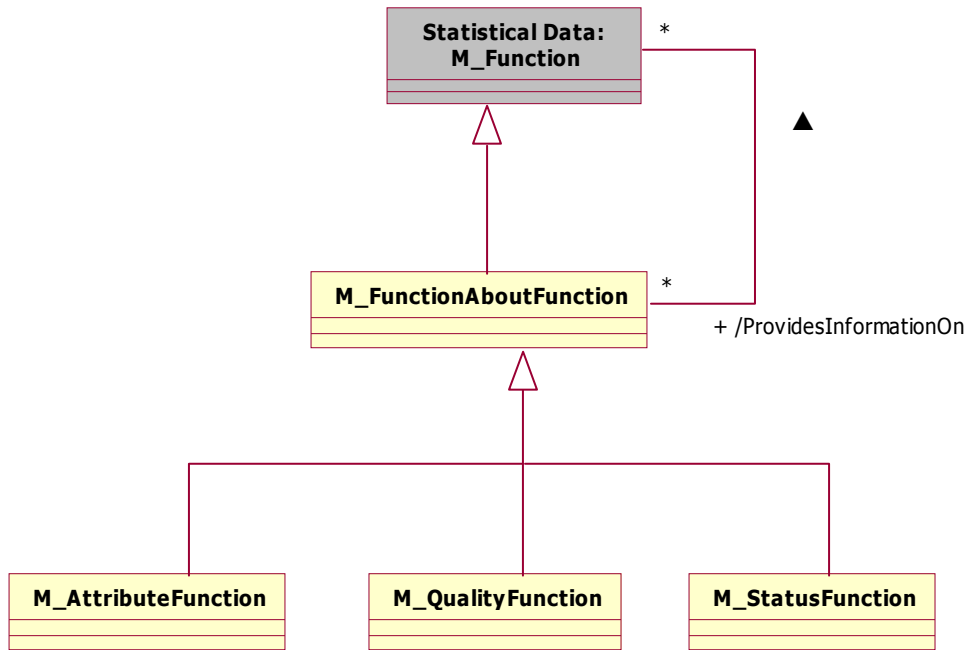 Statistical Data:
M_Function
*
▲
M_FunctionAboutFunction
*
+ /ProvidesInformationOn
M_AttributeFunction
M_QualityFunction
M_StatusFunction